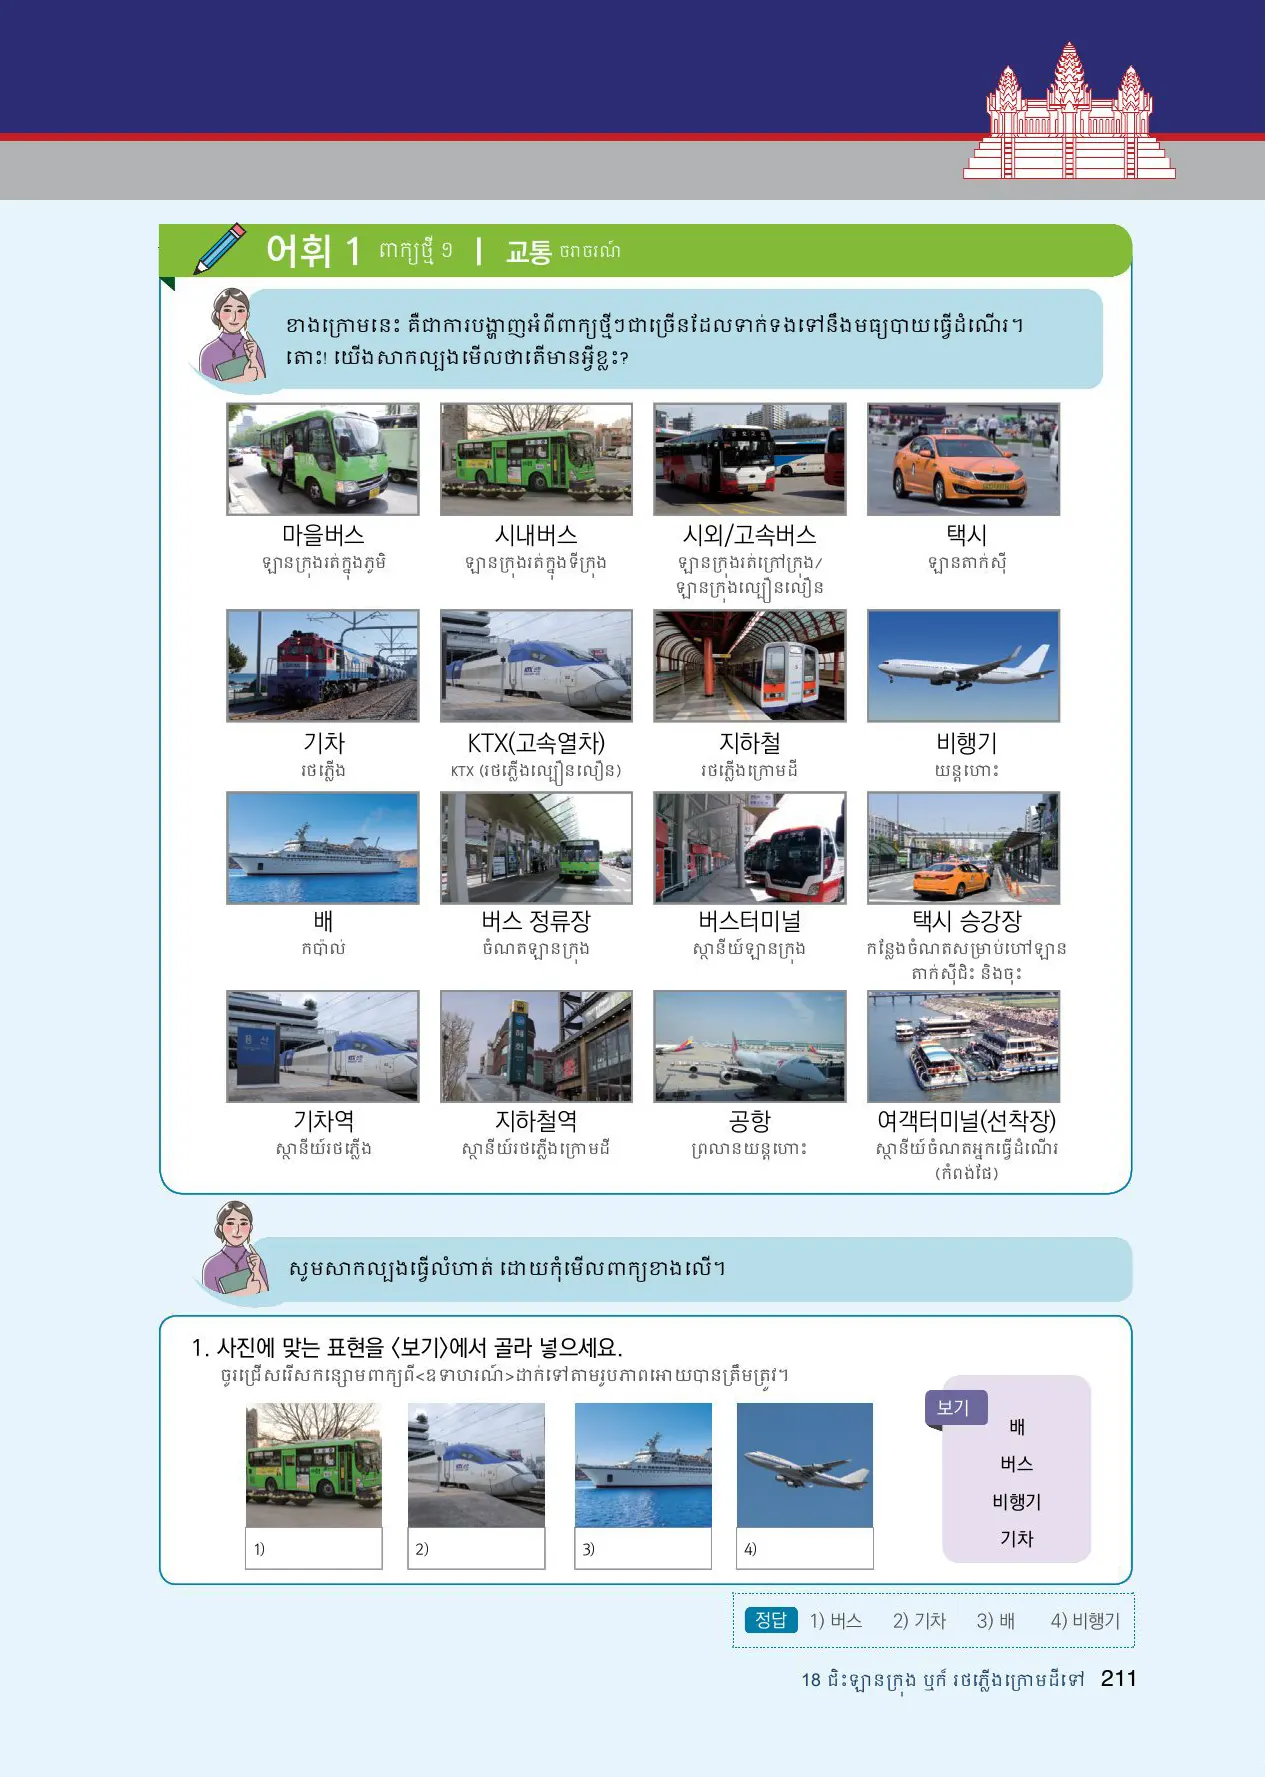 어휘 1 ពាក្យថ្មី ១ | 교통 ចរាចរណ៍
ខាងក្រោមនេះ គឺជាការបង្ហាញអំពីពាក្យថ្មីៗជាច្រើនដែលទាក់ទងទៅនឹងមធ្យបាយធ្វើដំណើរ។
តោះ! យើងសាកល្បងមើលថាតើមានអ្វីខ្លះ?
마을버스 시내버스 시외/고속버스 택시
ឡានក្រុងរត់ក្នុងភូមិ ឡានក្រុងរត់ក្នុងទីក្រុង ឡានក្រុងរត់ក្រៅក្រុង/ ឡានតាក់ស៊ី
ឡានក្រុងល្បឿនលឿន
기차 KTX(고속열차) 지하철 비행기
រថភ្លើង KTX (រថភ្លើងល្បឿនលឿន) រថភ្លើងក្រោមដី យន្តហោះ
배 버스 정류장 버스터미널 택시 승강장
កប៉ាល់ ចំណតឡានក្រុង ស្ថានីយ៍ឡានក្រុង កន្លែងចំណតសម្រាប់ហៅឡាន
តាក់ស៊ីជិះ និងចុះ
기차역 지하철역 공항 여객터미널(선착장)
ស្ថានីយ៍រថភ្លើង ស្ថានីយ៍រថភ្លើងក្រោមដី ព្រលានយន្តហោះ ស្ថានីយ៍ចំណតអ្នកធ្វើដំណើរ
(កំពង់ផែ)
សូមសាកល្បងធ្វើលំហាត់ ដោយកុំមើលពាក្យខាងលើ។
1. 사진에 맞는 표현을 〈보기〉에서 골라 넣으세요.
ចូរជ្រើសរើសកន្សោមពាក្យពី<ឧទាហរណ៍>ដាក់ទៅតាមរូបភាពអោយបានត្រឹមត្រូវ។
보기
배
버스
비행기
기차
1) 2) 3) 4)
정답 1) 버스 2) 기차 3) 배 4) 비행기
18 ជិះឡានក្រុង ឬក៏ រថភ្លើងក្រោមដីទៅ 211